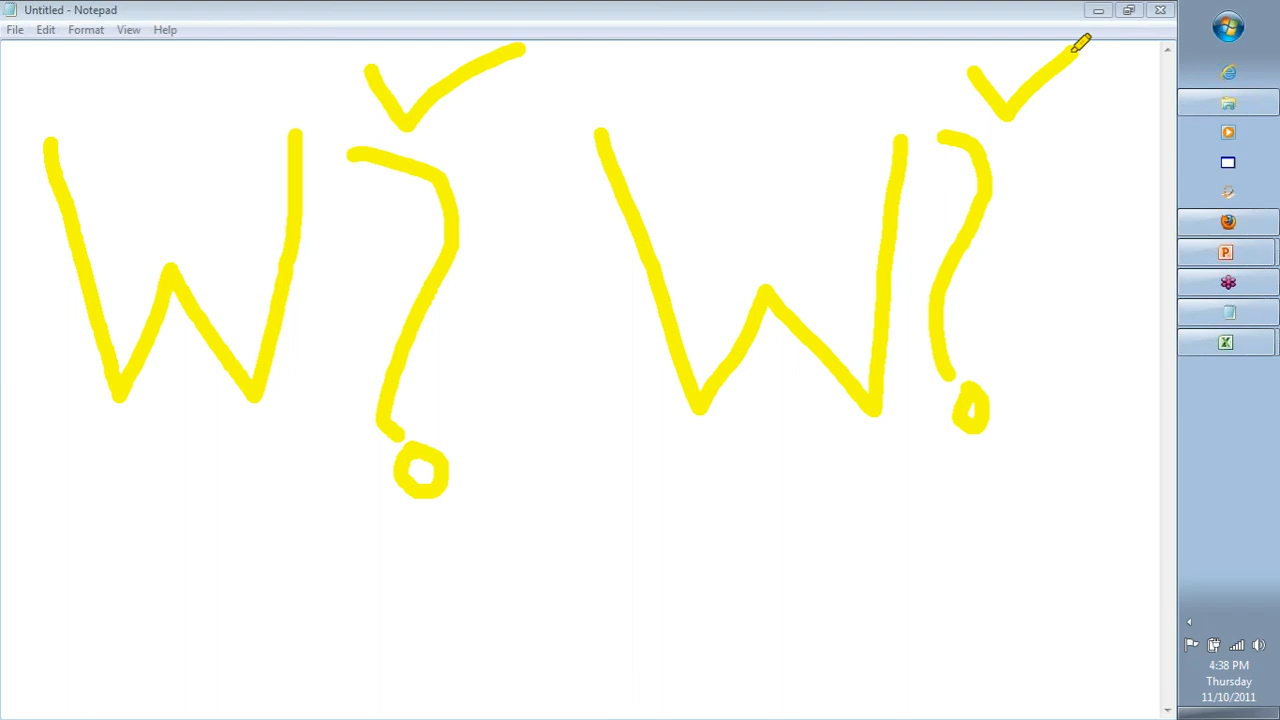 Untitled - Notepad
File Edit Format View Help
✓ ✓
W? W?
4:38 PM
Thursday
11/10/2011